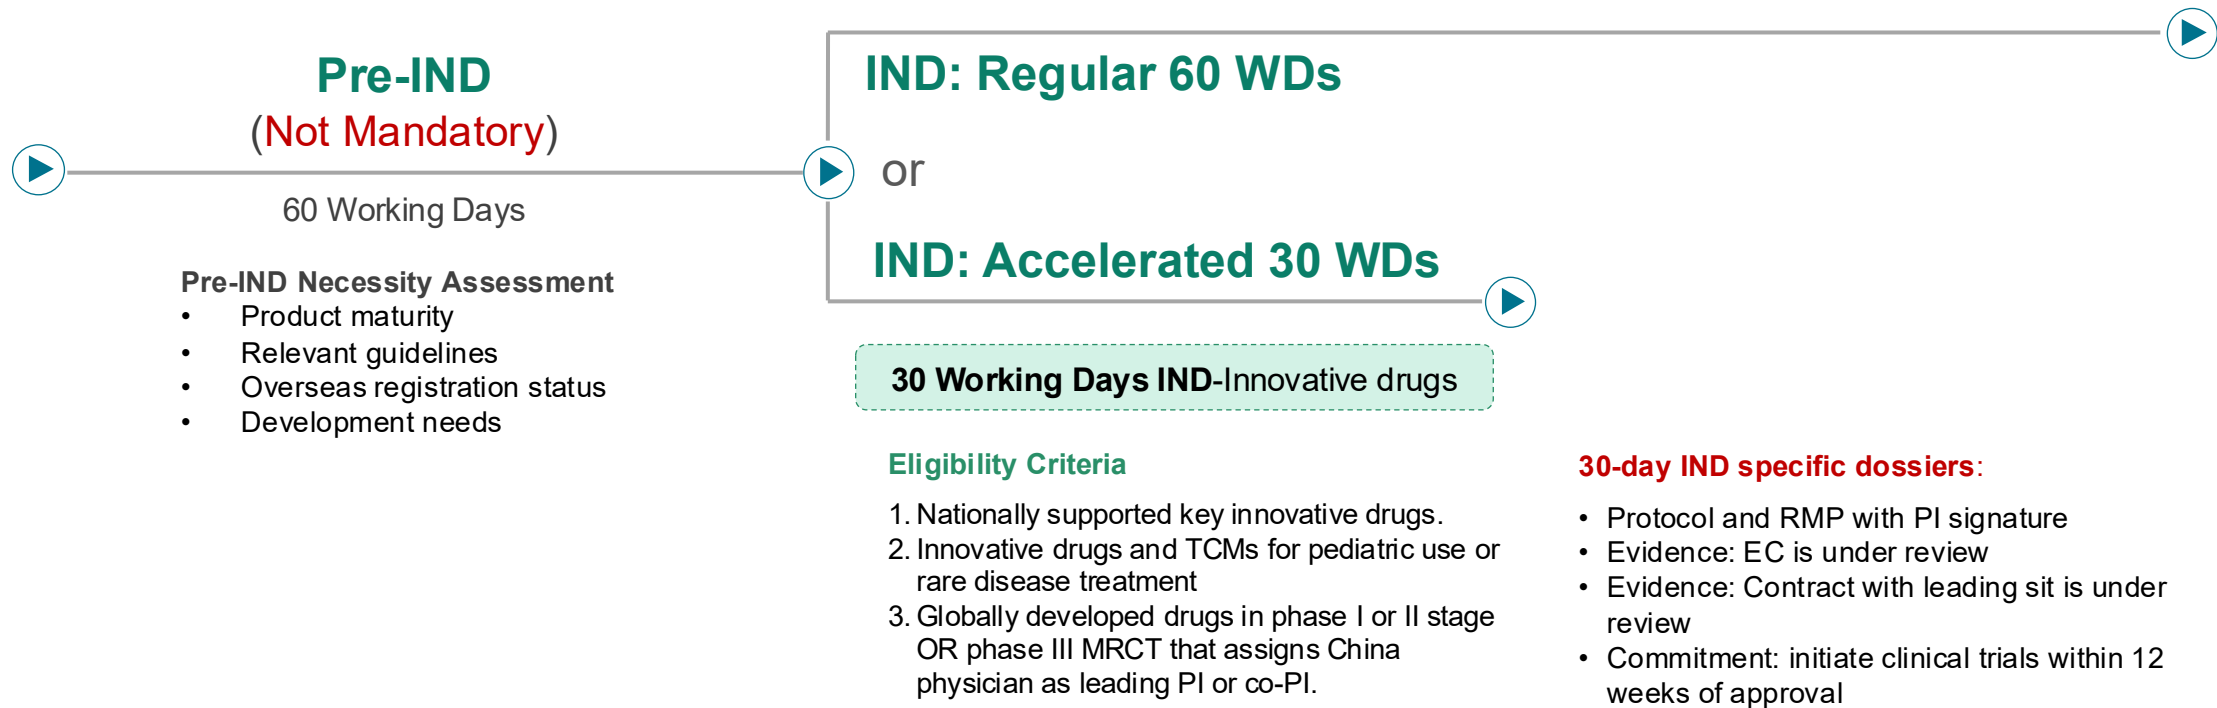 Pre-IND
(Not Mandatory)
60 Working Days
Pre-IND Necessity Assessment
• Product maturity
• Relevant guidelines
• Overseas registration status
• Development needs
IND: Regular 60 WDs
or
IND: Accelerated 30 WDs
30 Working Days IND-Innovative drugs
Eligibility Criteria
1. Nationally supported key innovative drugs.
2. Innovative drugs and TCMs for pediatric use or
rare disease treatment
3. Globally developed drugs in phase I or II stage
OR phase III MRCT that assigns China
physician as leading PI or co-PI.
30-day IND specific dossiers:
• Protocol and RMP with PI signature
• Evidence: EC is under review
• Evidence: Contract with leading sit is under
review
• Commitment: initiate clinical trials within 12
weeks of approval